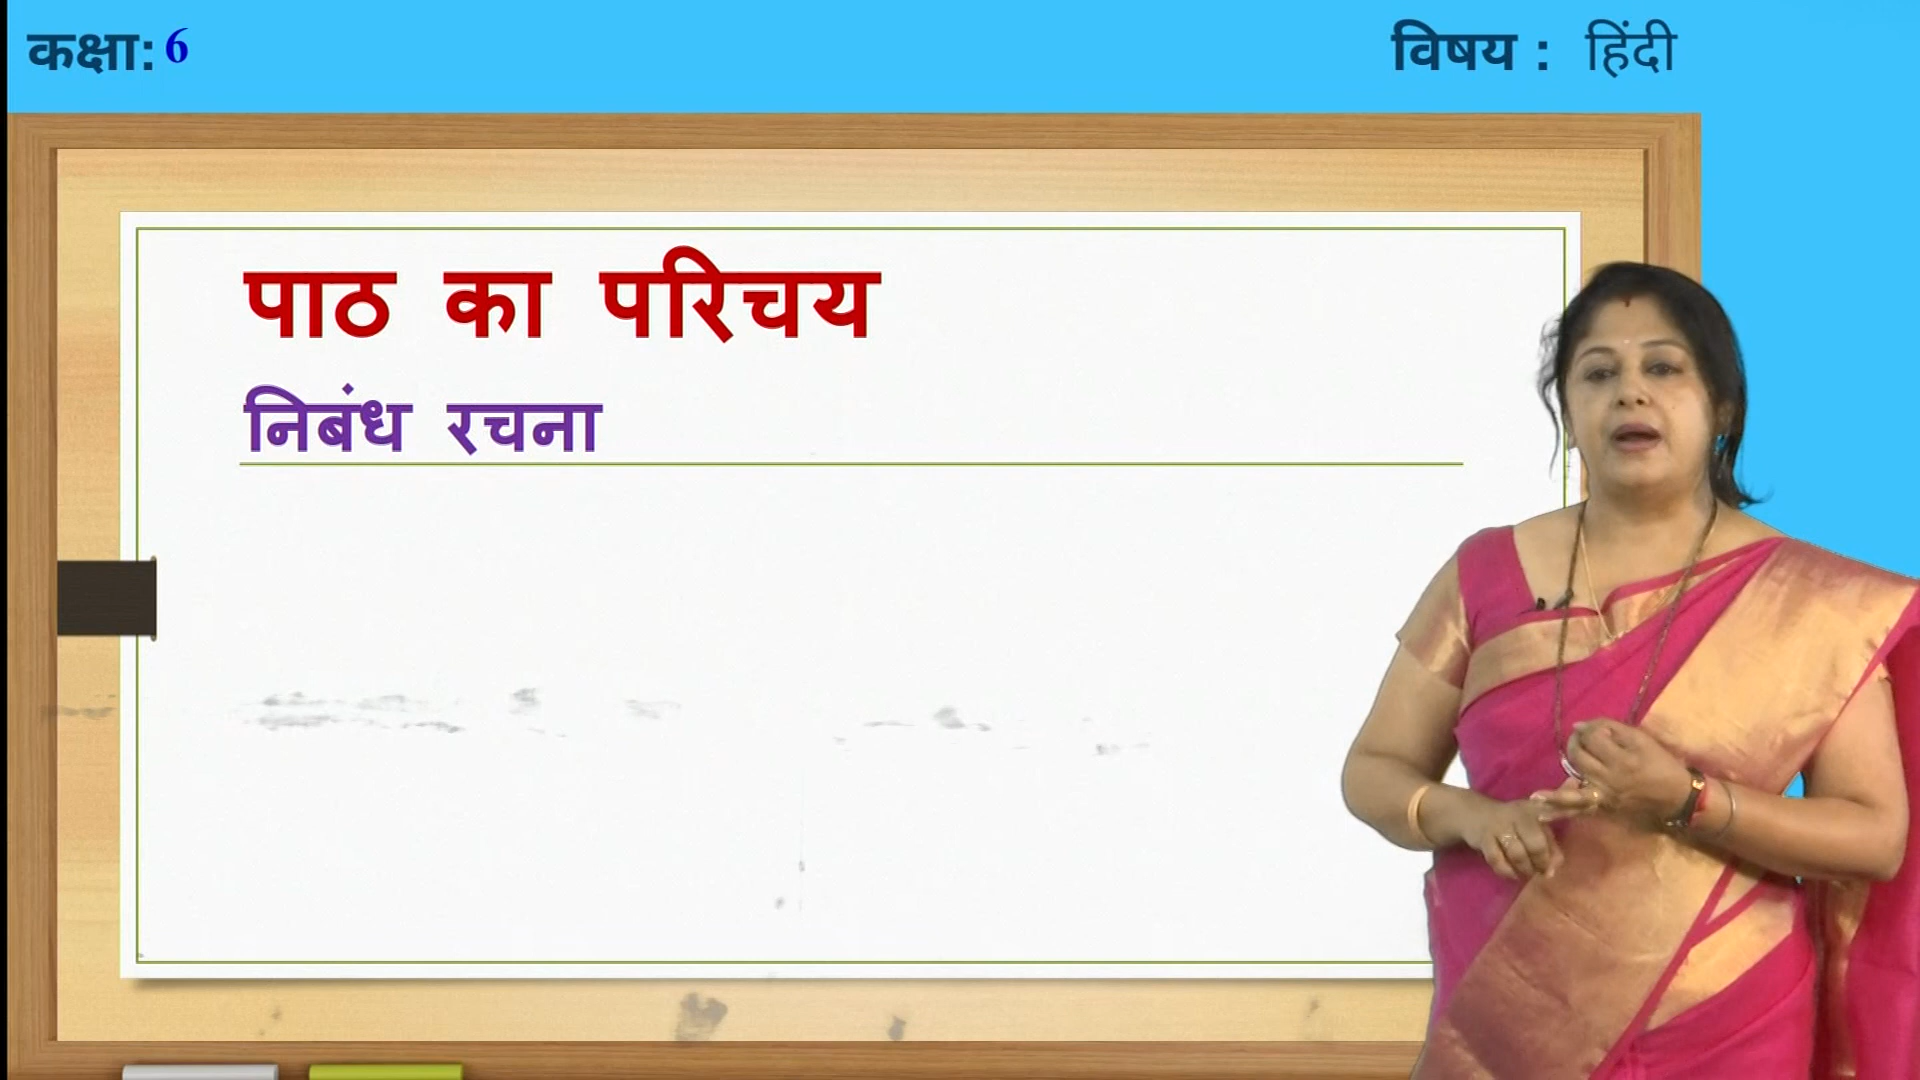 कक्षा: 6
विषय : हिंदी
पाठ का परिचय
निबंध रचना